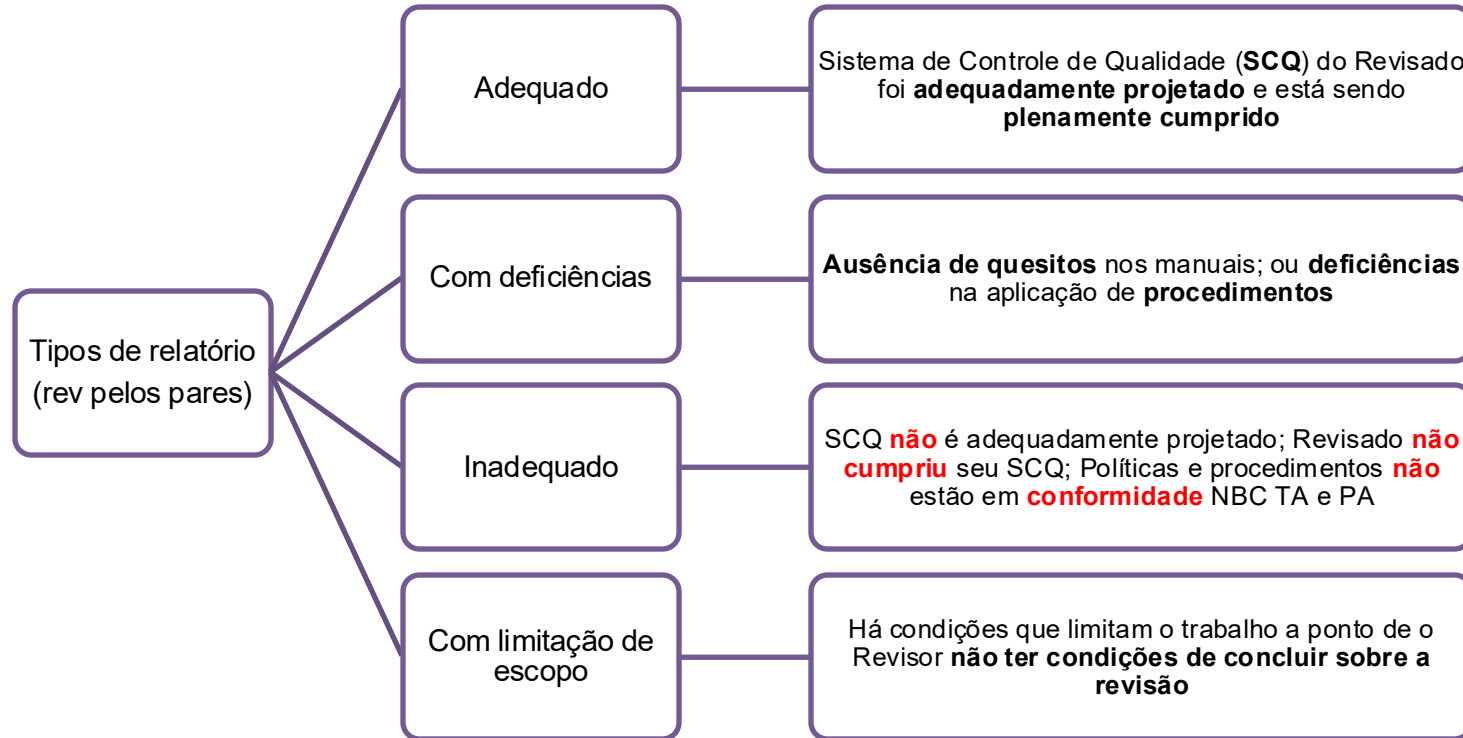 Tipos de relatório
(rev pelos pares)
Adequado
Sistema de Controle de Qualidade (SCQ) do Revisado
foi adequadamente projetado e está sendo
plenamente cumprido
Com deficiências
Ausência de quesitos nos manuais; ou deficiências
na aplicação de procedimentos
Inadequado
SCQ não é adequadamente projetado; Revisado não
cumpriu seu SCQ; Políticas e procedimentos não
estão em conformidade NBC TA e PA
Com limitação de
escopo
Há condições que limitam o trabalho a ponto de o
Revisor não ter condições de concluir sobre a
revisão